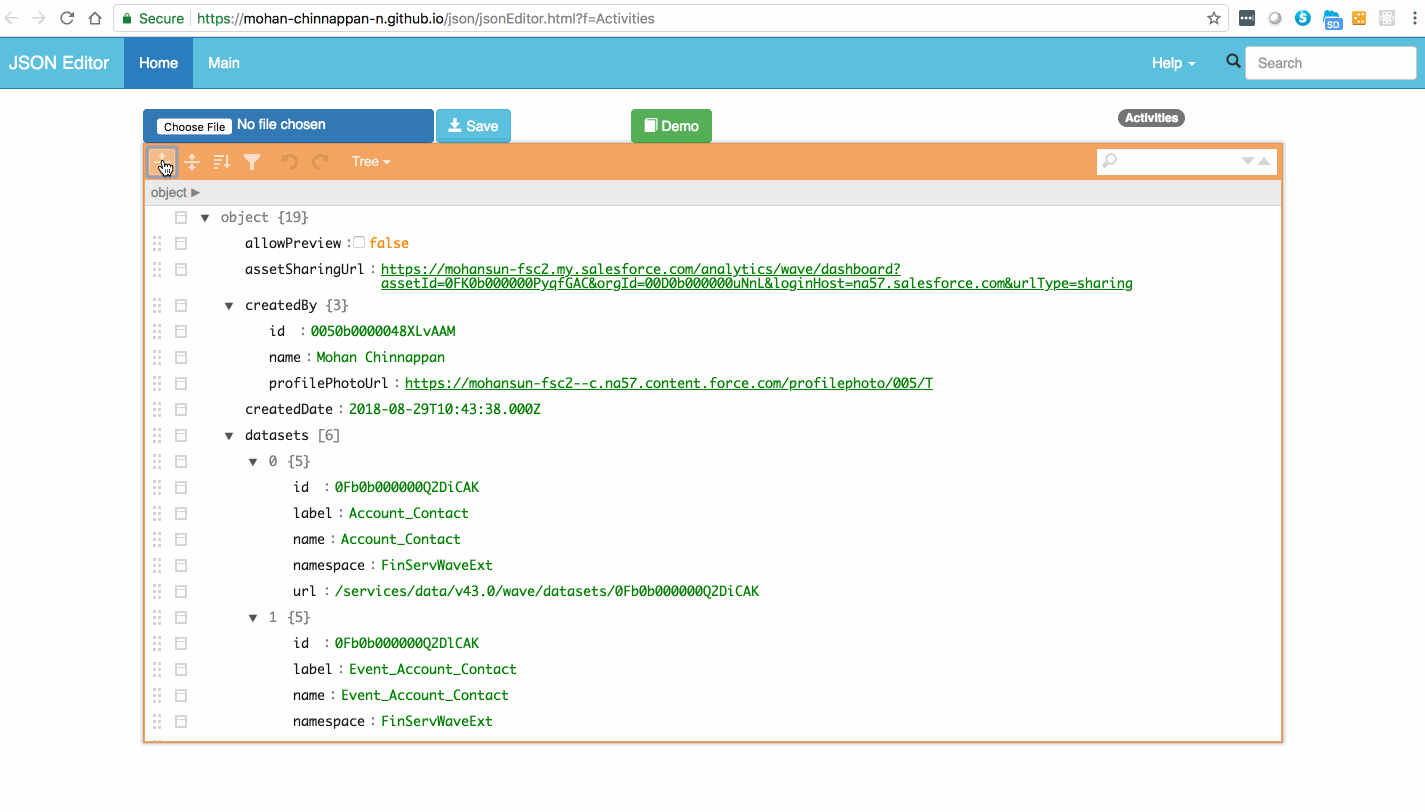 Secure https://mohan-chinnappan-n.github.io/json/jsonEditor.html?f=Activities
SD
JSON Editor Home Main Help Search
Choose File No file chosen Save Demo Activities
Tree
object ►
object {19}
allowPreview : false
assetSharingUrl : https://mohansun-fsc2.my.salesforce.com/analytics/wave/dashboard?
assetId=0FK0b000000PyqfGAC&orgId=00D0b000000uNnL&loginHost=na57.salesforce.com&urlType=sharing
createdBy {3}
id : 0050b0000048XLvAAM
name : Mohan Chinnappan
profilePhotoUrl : https://mohansun-fsc2--c.na57.content.force.com/profilephoto/005/T
createdDate : 2018-08-29T10:43:38.000Z
datasets [6]
0 {5}
id : 0Fb0b000000Q2DiCAK
label : Account_Contact
name : Account_Contact
namespace : FinServWaveExt
url : /services/data/v43.0/wave/datasets/0Fb0b000000Q2DiCAK
1 {5}
id : 0Fb0b000000Q2DlCAK
label : Event_Account_Contact
name : Event_Account_Contact
namespace : FinServWaveExt